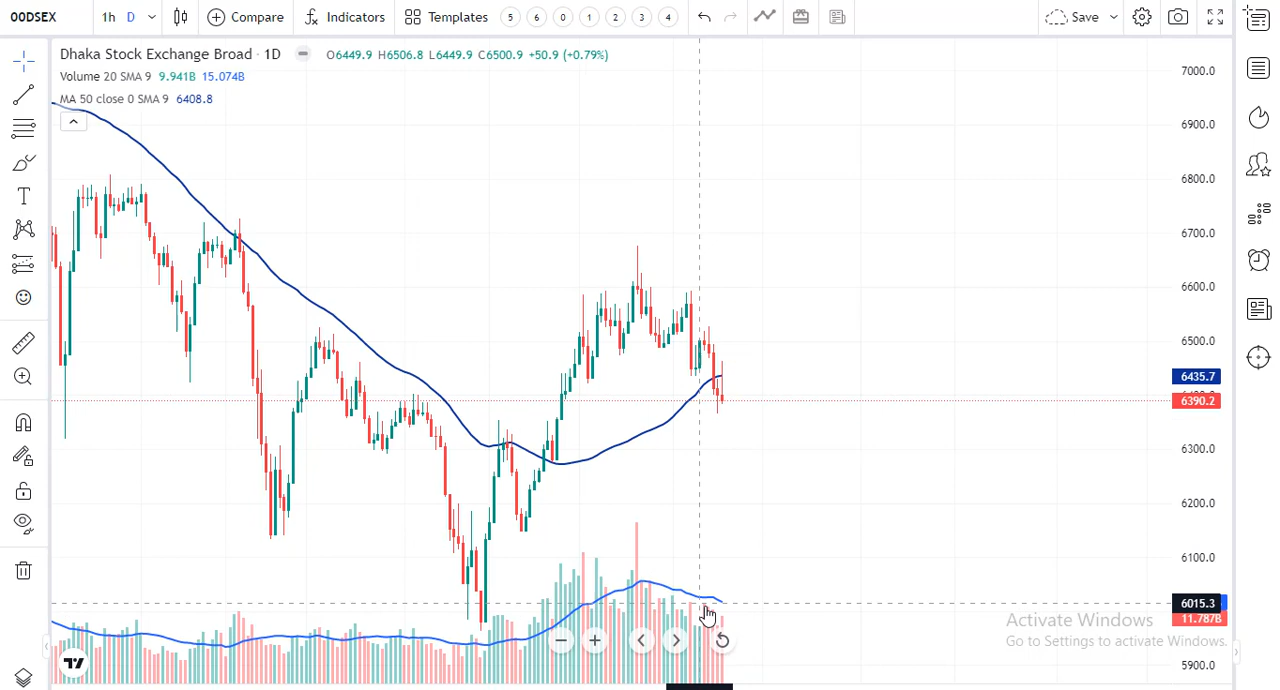 00DSEX 1h D Compare Indicators Templates 5 6 0 1 2 3 4 Save
Dhaka Stock Exchange Broad · 1D O6449.9 H6506.8 L6449.9 C6500.9 +50.9 (+0.79%)
Volume 20 SMA 9 9.941B 15.074B
MA 50 close 0 SMA 9 6408.8
7000.0
6900.0
6800.0
6700.0
6600.0
6500.0
6435.7
6390.2
6300.0
6200.0
6100.0
6015.3
11.787B
5900.0
Activate Windows
Go to Settings to activate Windows.